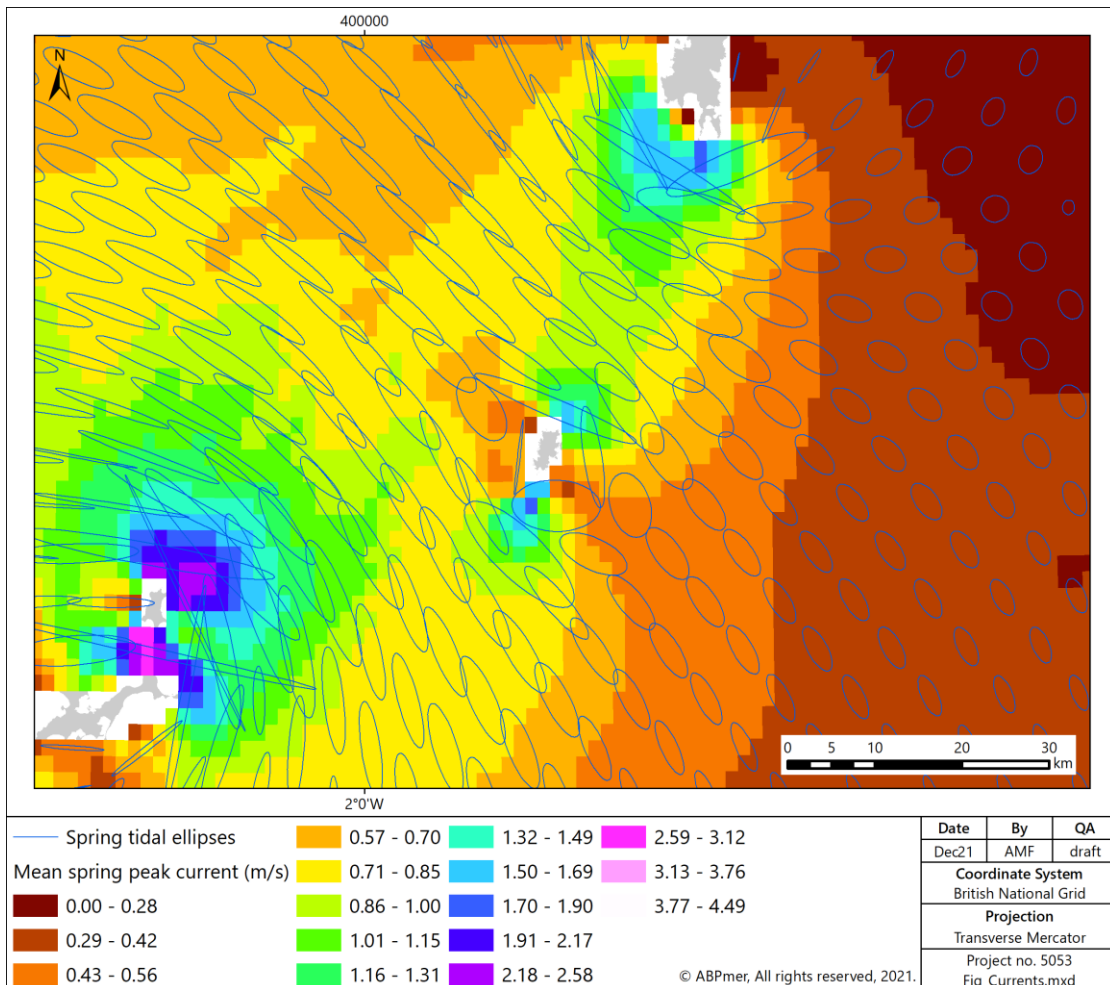 400000
N
0 5 10 20 30
km
2°0'W
Spring tidal ellipses
Mean spring peak current (m/s)
0.00 - 0.28
0.29 - 0.42
0.43 - 0.56
0.57 - 0.70
0.71 - 0.85
0.86 - 1.00
1.01 - 1.15
1.16 - 1.31
1.32 - 1.49
1.50 - 1.69
1.70 - 1.90
1.91 - 2.17
2.18 - 2.58
2.59 - 3.12
3.13 - 3.76
3.77 - 4.49
© ABPmer, All rights reserved, 2021.
Date By QA
Dec21 AMF draft
Coordinate System
British National Grid
Projection
Transverse Mercator
Project no. 5053
Fig_Currents.mxd